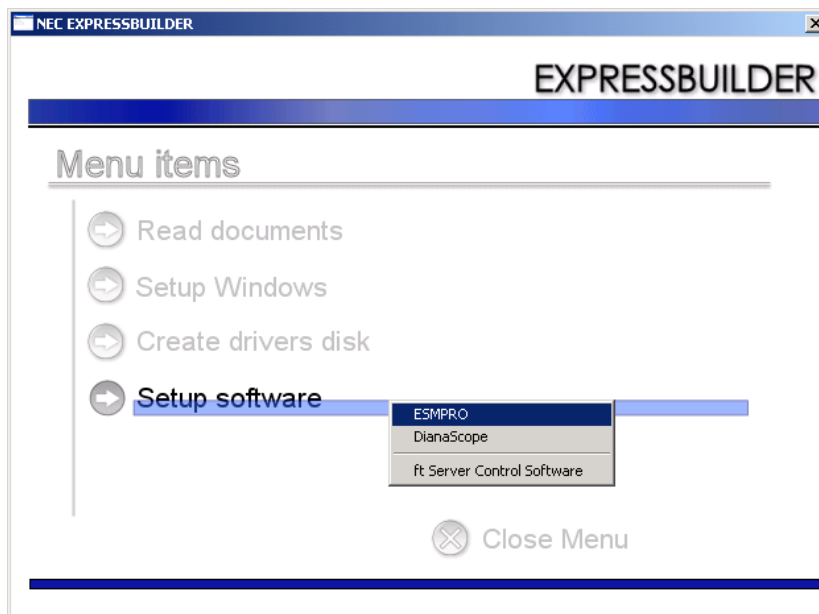 NEC EXPRESSBUILDER
EXPRESSBUILDER
Menu items
Read documents
Setup Windows
Create drivers disk
Setup software
ESMPRO
DianaScope
ft Server Control Software
Close Menu